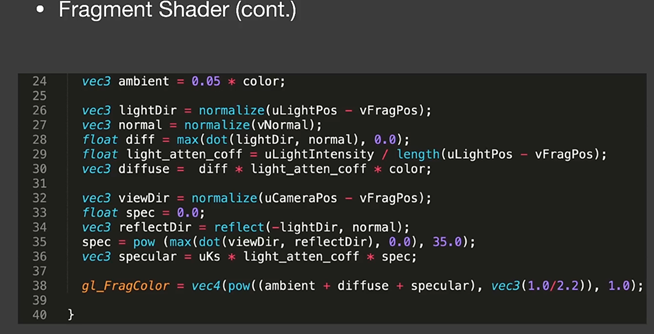 • Fragment Shader (cont.)
24 vec3 ambient = 0.05 * color;
25
26 vec3 lightDir = normalize(uLightPos - vFragPos);
27 vec3 normal = normalize(vNormal);
28 float diff = max(dot(lightDir, normal), 0.0);
29 float light_atten_coff = uLightIntensity / length(uLightPos - vFragPos);
30 vec3 diffuse =  diff * light_atten_coff * color;
31
32 vec3 viewDir = normalize(uCameraPos - vFragPos);
33 float spec = 0.0;
34 vec3 reflectDir = reflect(-lightDir, normal);
35 spec = pow (max(dot(viewDir, reflectDir), 0.0), 35.0);
36 vec3 specular = uKs * light_atten_coff * spec;
37
38 gl_FragColor = vec4(pow((ambient + diffuse + specular), vec3(1.0/2.2)), 1.0);
39
40 }